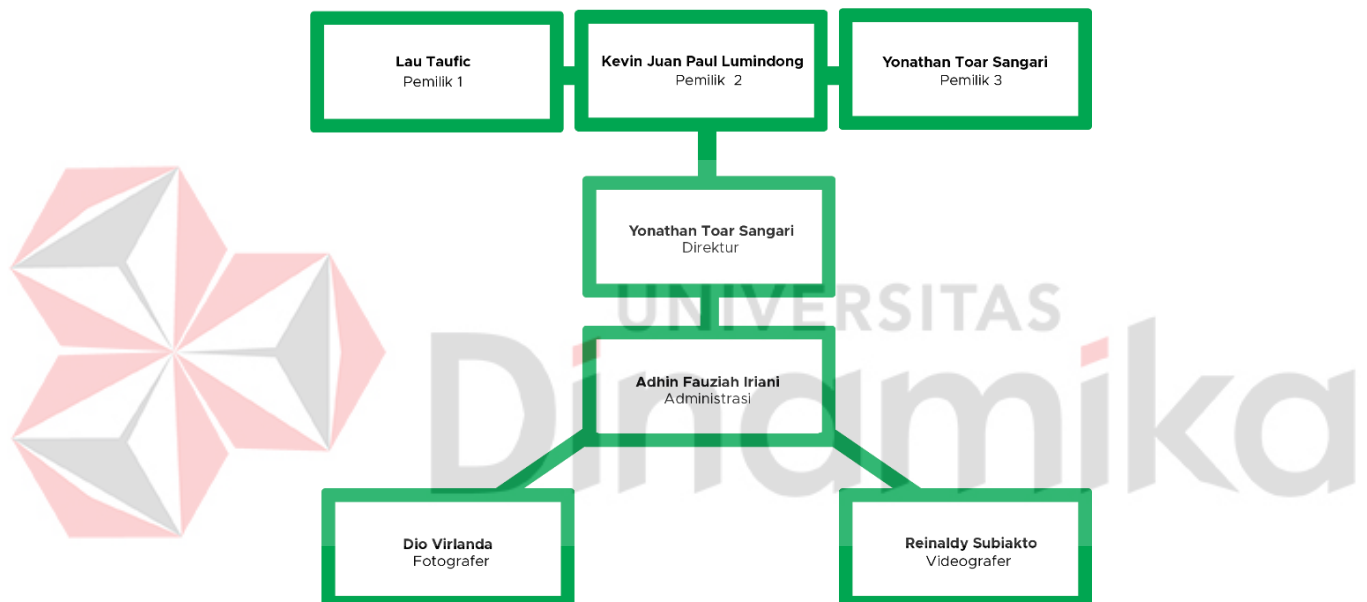 Lau Taufic
Pemilik 1
Kevin Juan Paul Lumindong
Pemilik 2
Yonathan Toar Sangari
Pemilik 3
Yonathan Toar Sangari
Direktur
UNIVERSITAS
Dinamika
Adhin Fauziah Iriani
Administrasi
Dio Virlanda
Fotografer
Reinaldy Subiakto
Videografer